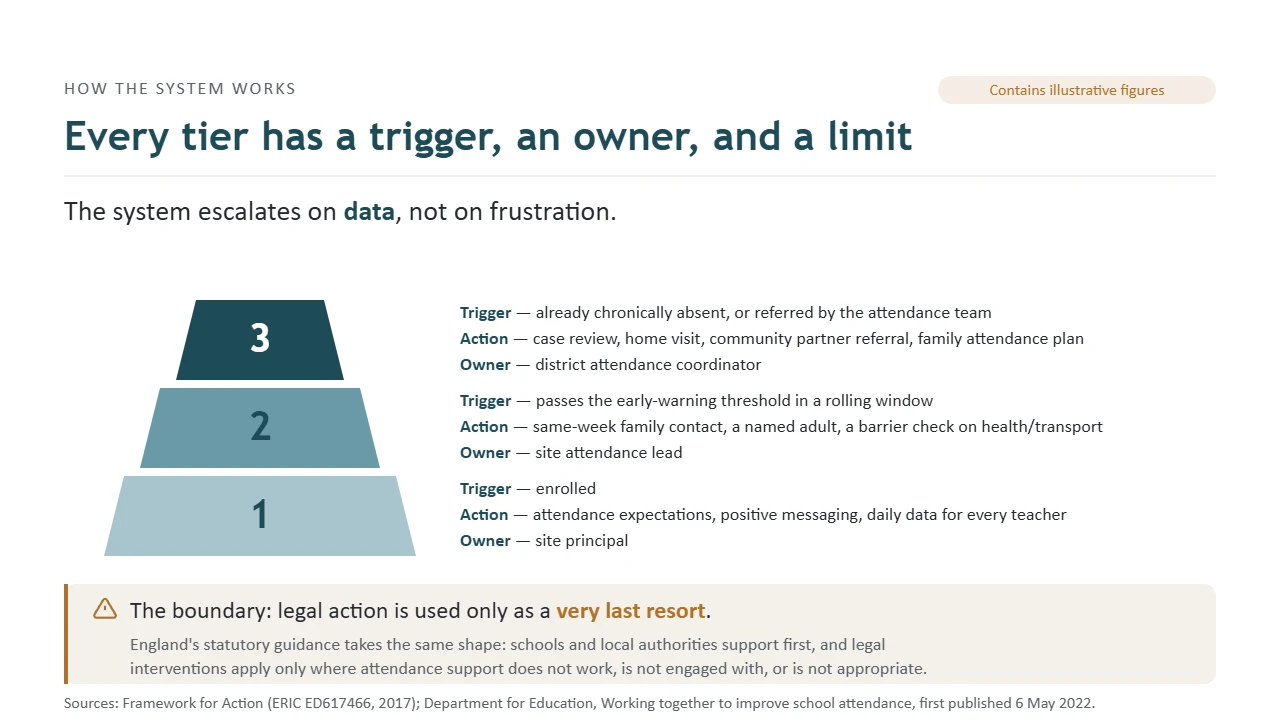 HOW THE SYSTEM WORKS
Contains illustrative figures
Every tier has a trigger, an owner, and a limit
The system escalates on data, not on frustration.
3
Trigger — already chronically absent, or referred by the attendance team
Action — case review, home visit, community partner referral, family attendance plan
Owner — district attendance coordinator
2
Trigger — passes the early-warning threshold in a rolling window
Action — same-week family contact, a named adult, a barrier check on health/transport
Owner — site attendance lead
1
Trigger — enrolled
Action — attendance expectations, positive messaging, daily data for every teacher
Owner — site principal
The boundary: legal action is used only as a very last resort.
England's statutory guidance takes the same shape: schools and local authorities support first, and legal
interventions apply only where attendance support does not work, is not engaged with, or is not appropriate.
Sources: Framework for Action (ERIC ED617466, 2017); Department for Education, Working together to improve school attendance, first published 6 May 2022.